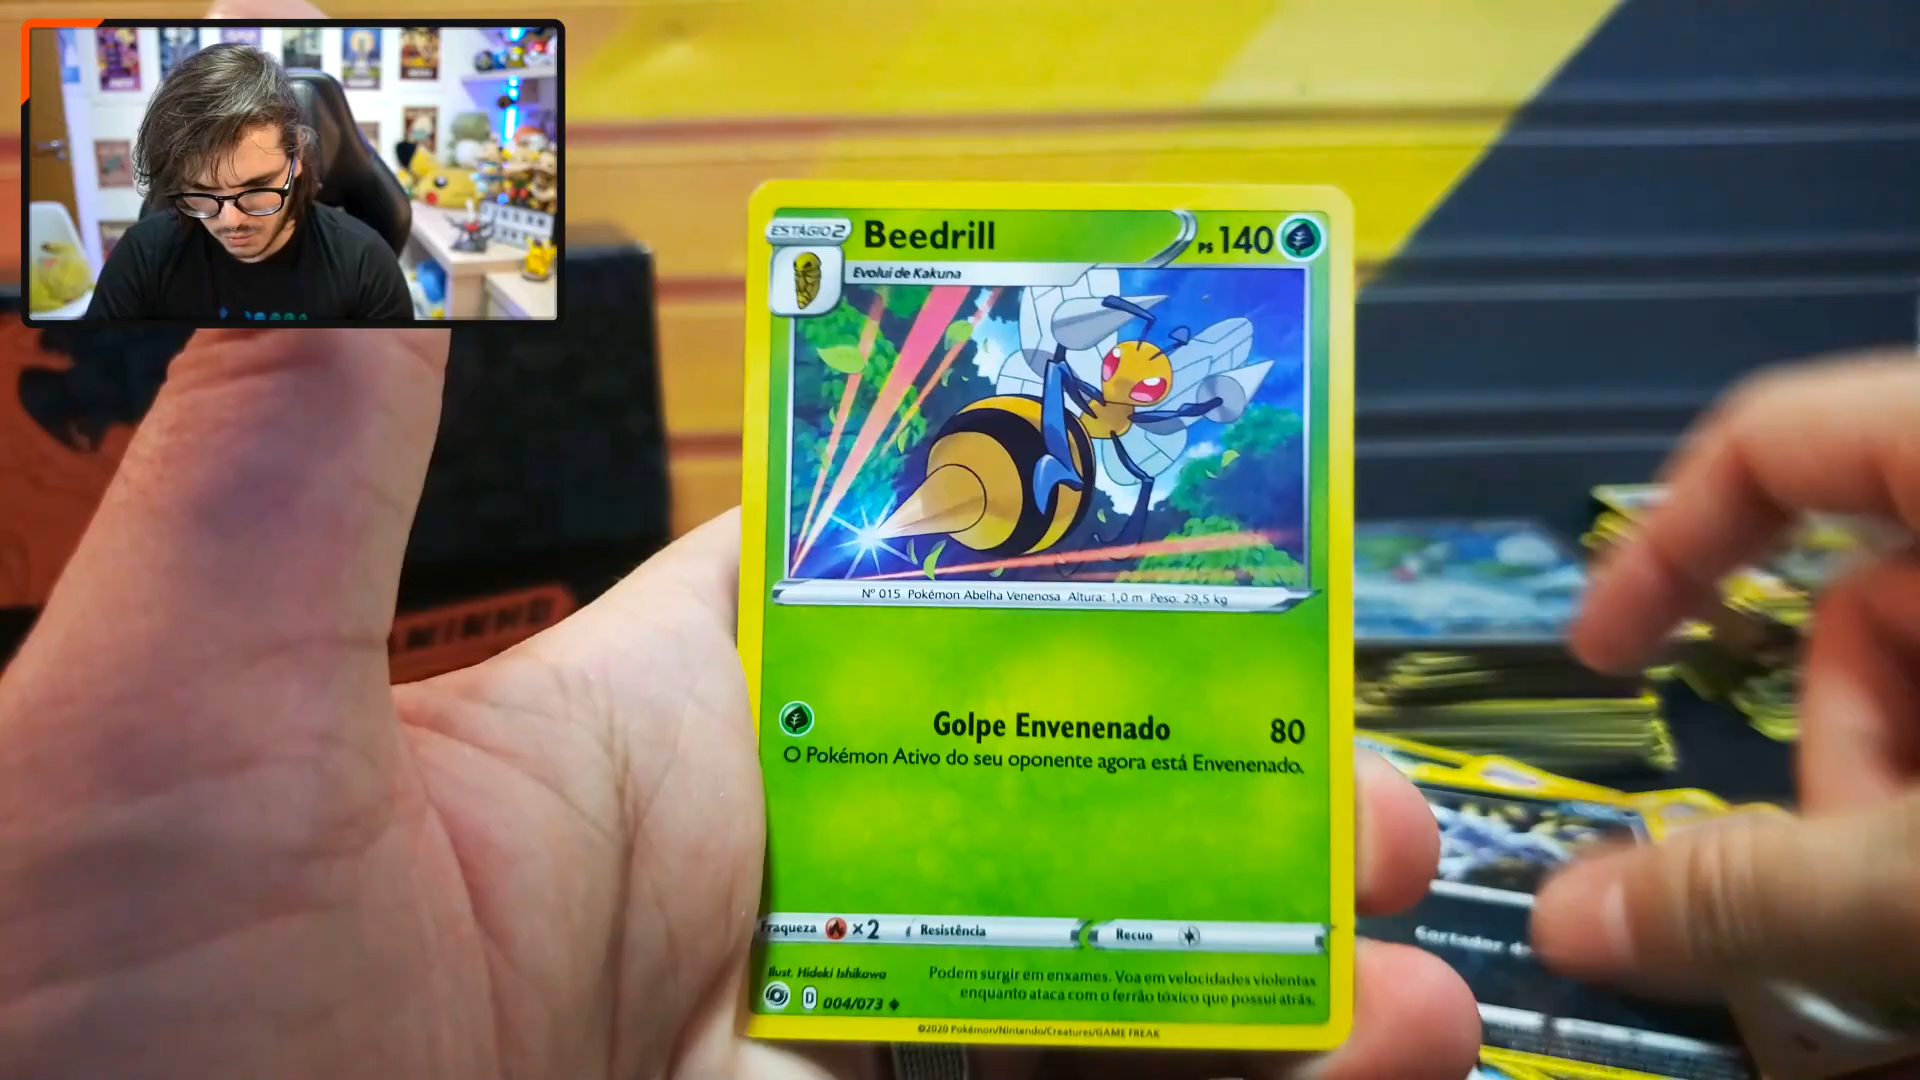 ESTÁGIO 2
Beedrill
PS 140
Evolui de Kakuna
Nº 015 Pokémon Abelha Venenosa Altura: 1,0 m Peso: 29,5 kg
Golpe Envenenado 80
O Pokémon Ativo do seu oponente agora está Envenenado.
Fraqueza ×2 Resistência Recuo
Ilust. Hideki Ishikawa
Podem surgir em enxames. Voa em velocidades violentas
enquanto ataca com o ferrão tóxico que possui atrás.
D 004/073
©2020 Pokémon/Nintendo/Creatures/GAME FREAK
Cortador